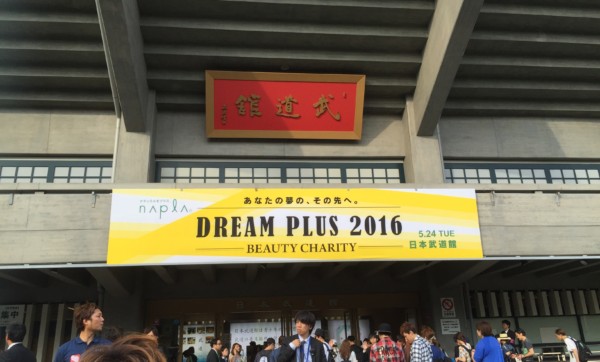 武道館
napla
あなたの夢の、その先へ。
DREAM PLUS 2016
BEAUTY CHARITY
5.24 TUE
日本武道館